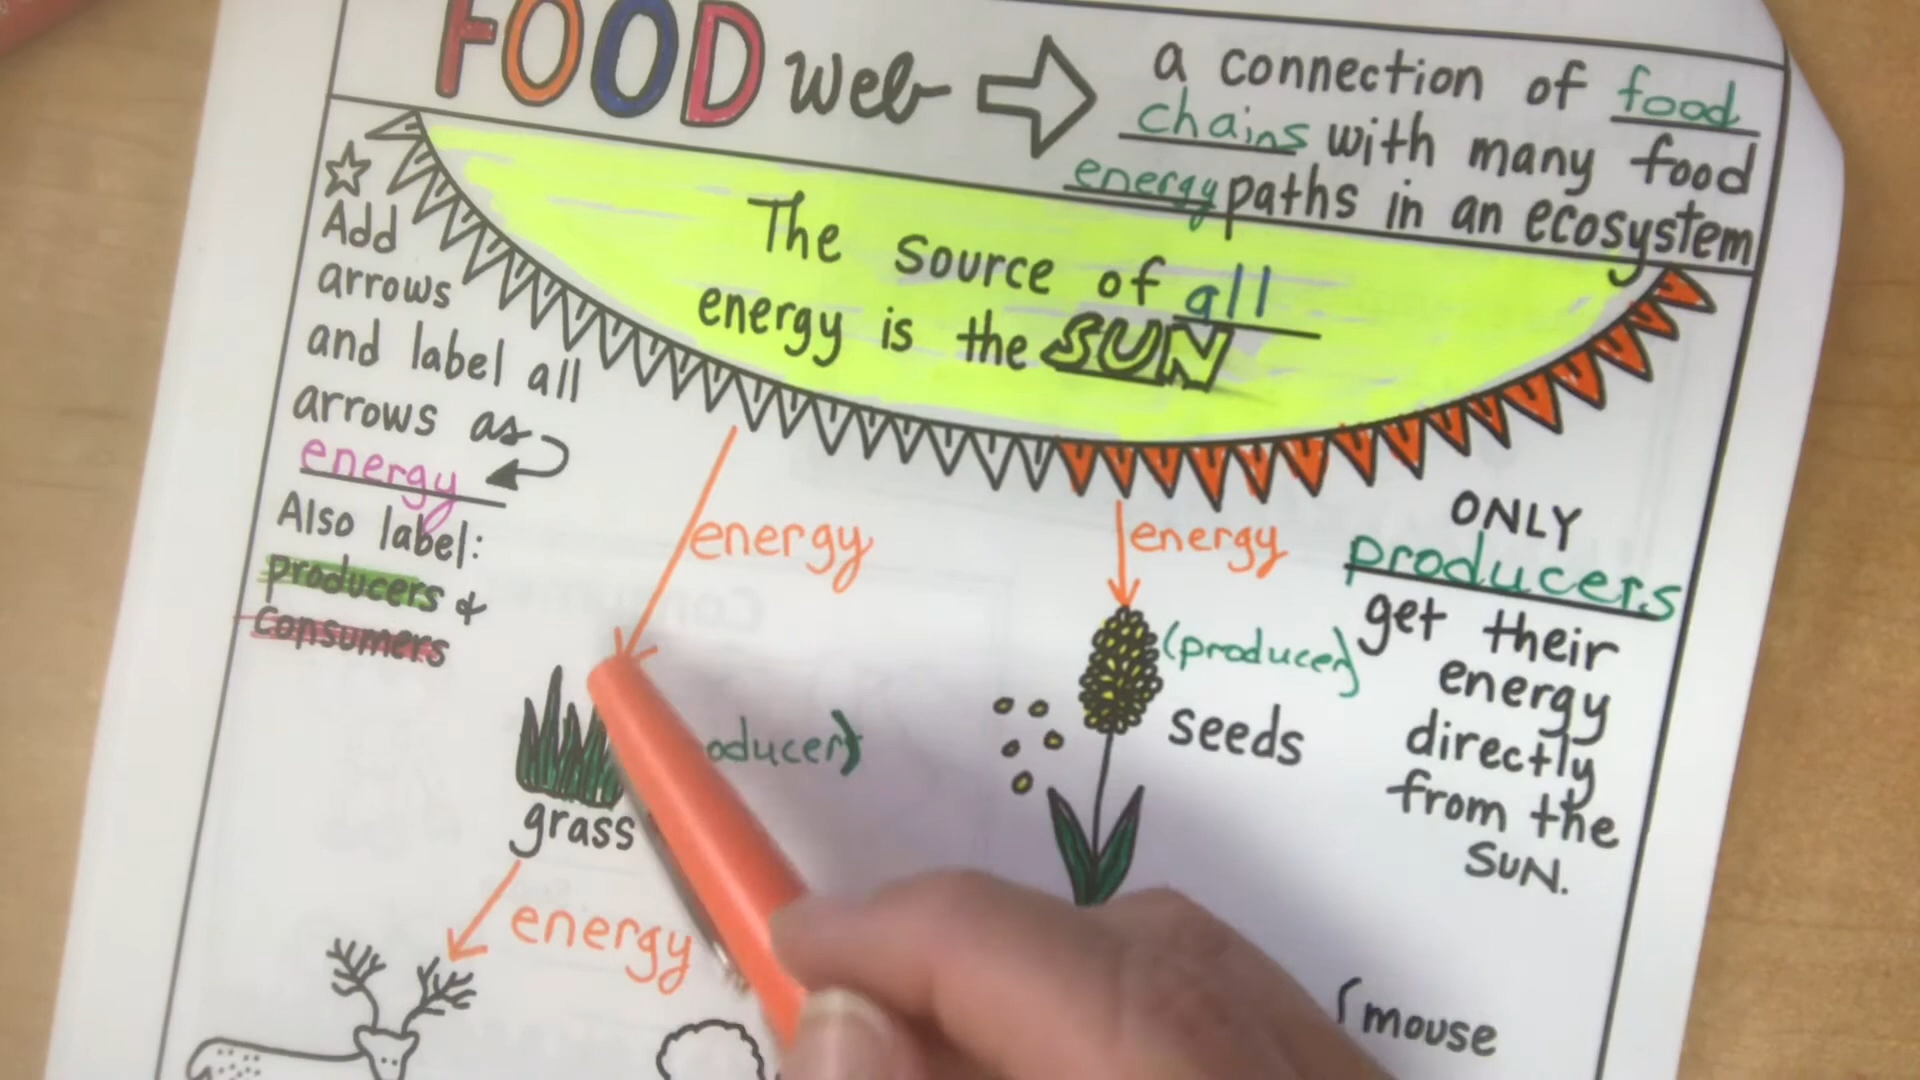 FOOD web
a connection of food
chains with many food
energy paths in an ecosystem
The source of all
energy is the SUN
Add
arrows
and label all
arrows as
energy
Also label:
producers &
Consumers
energy
energy
ONLY
producers
get their
energy
directly
from the
SUN.
(producer)
seeds
oducer)
grass
energy
(mouse